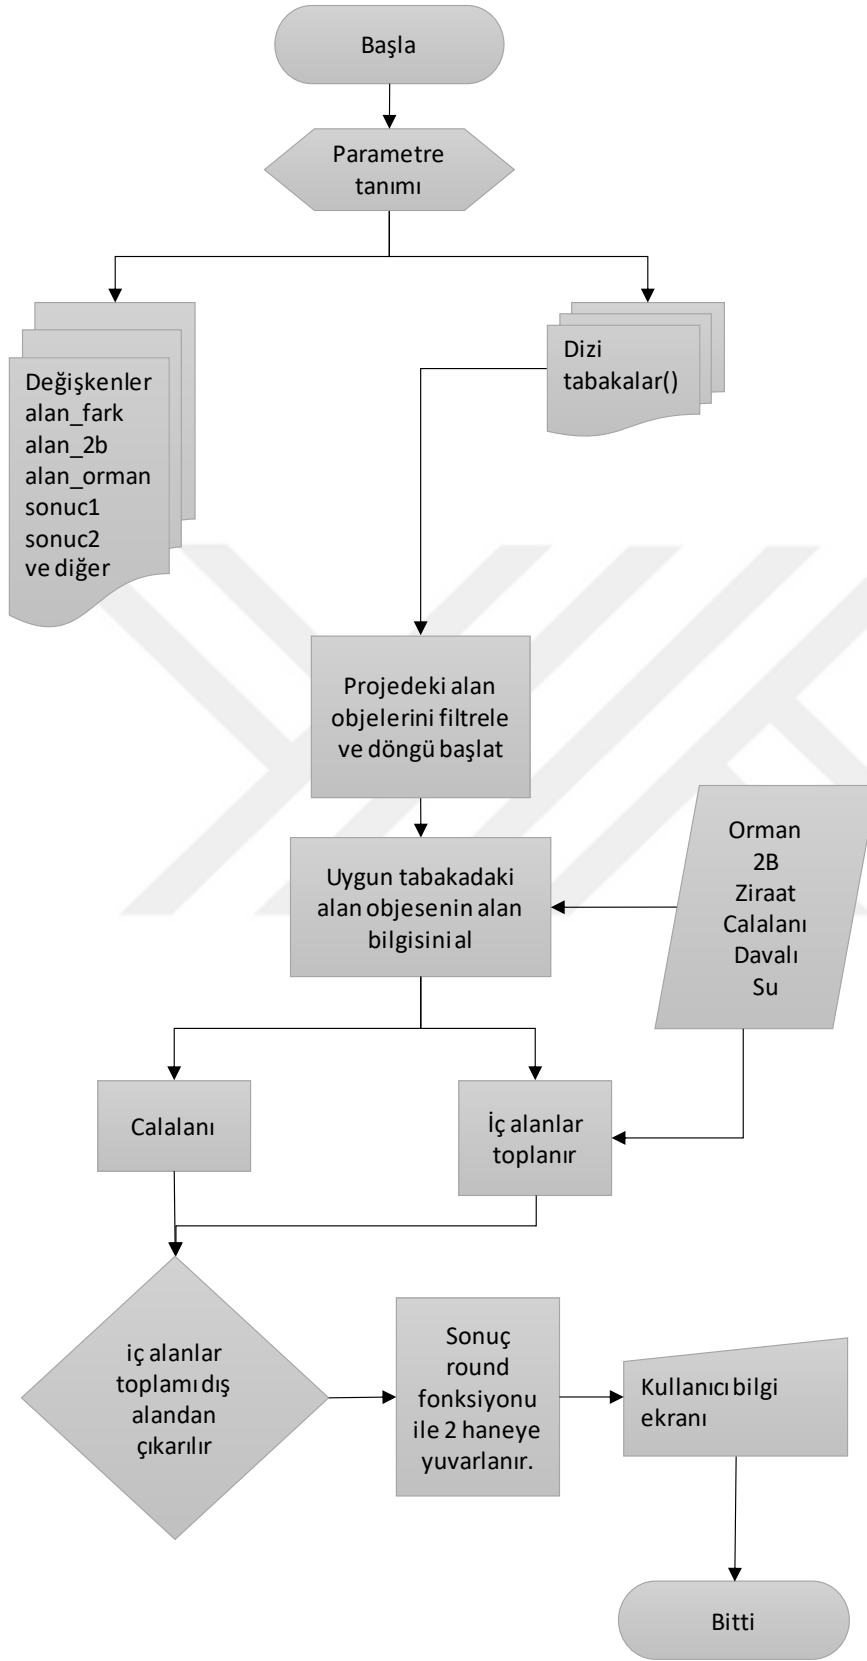 Başla
Parametre
tanımı
Değişkenler
alan_fark
alan_2b
alan_orman
sonuc1
sonuc2
ve diğer
Dizi
tabakalar()
Projedeki alan
objelerini filtrele
ve döngü başlat
Uygun tabakadaki
alan objesenin alan
bilgisini al
Orman
2B
Ziraat
Calalanı
Davalı
Su
Calalanı
İç alanlar
toplanır
iç alanlar
toplamı dış
alandan
çıkarılır
Sonuç
round
fonksiyonu
ile 2 haneye
yuvarlanır.
Kullanıcı bilgi
ekranı
Bitti